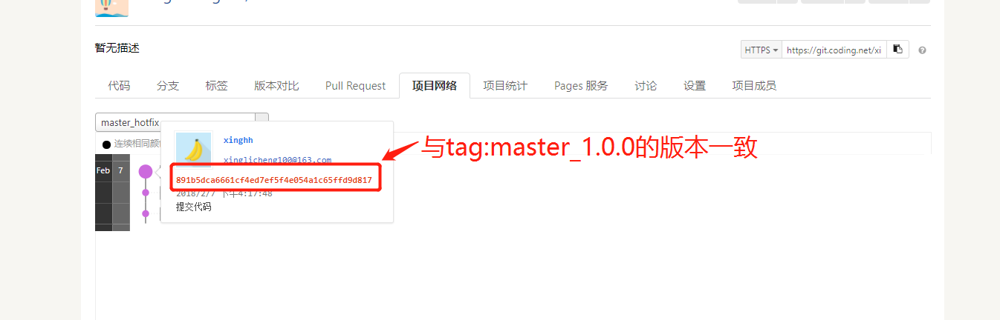 暂无描述
HTTPS https://git.coding.net/xi
代码 分支 标签 版本对比 Pull Request 项目网络 项目统计 Pages 服务 讨论 设置 项目成员
master_hotfix
连续相同颜
xinghh
xinglicheng100@163.com
与tag:master_1.0.0的版本一致
Feb 7
891b5dca6661cf4ed7ef5f4e054a1c65ffd9d817
2018/2/7 下午4:17:48
提交代码